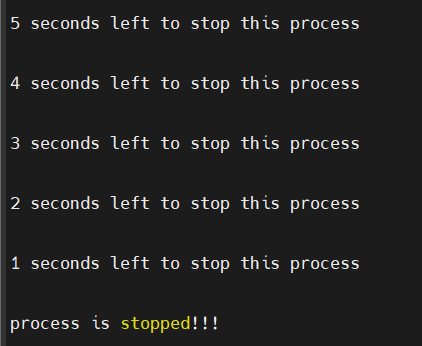 5 seconds left to stop this process
4 seconds left to stop this process
3 seconds left to stop this process
2 seconds left to stop this process
1 seconds left to stop this process
process is stopped!!!